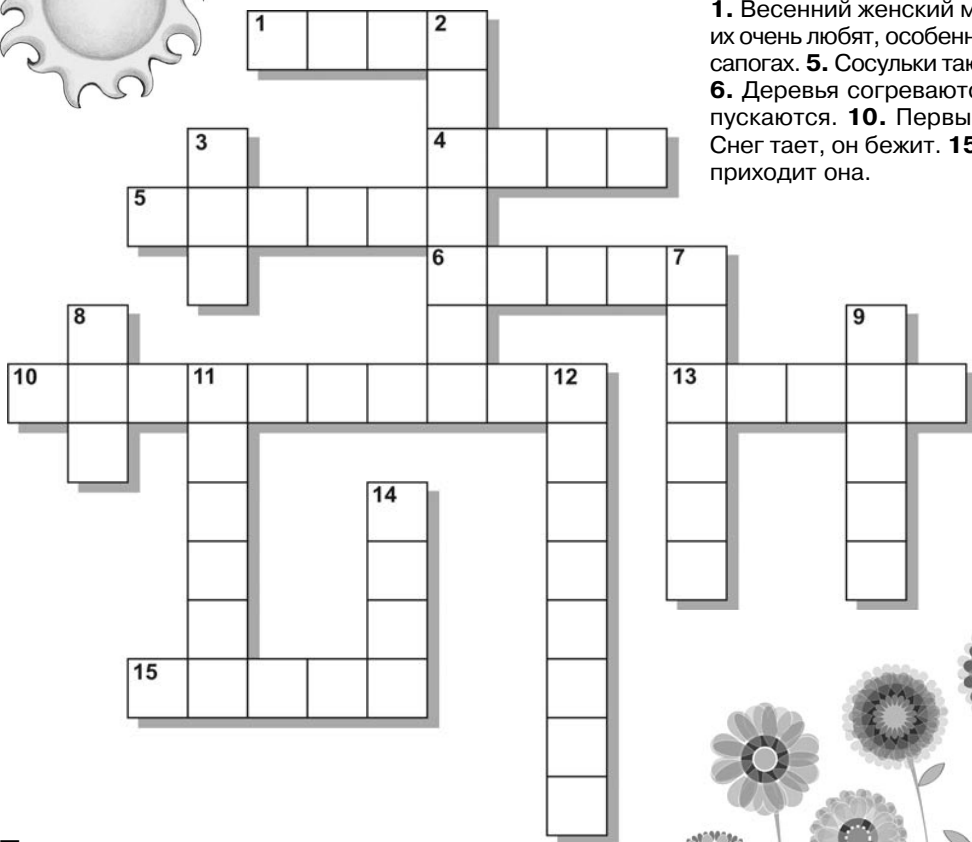 1. Весенний женский м
их очень любят, особенн
сапогах. 5. Сосульки так
6. Деревья согреваютс
пускаются. 10. Первы
Снег тает, он бежит. 15
приходит она.
1 2
3 4
5
6 7
8 9
10 11 12 13
14
15